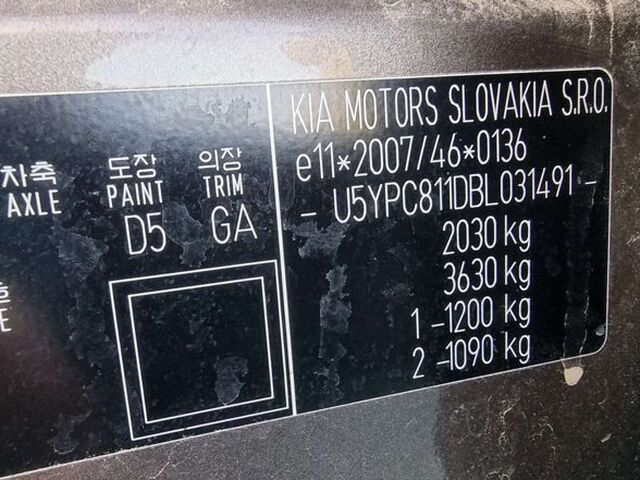 차축 도장 의장
AXLE PAINT TRIM
D5 GA
E
KIA MOTORS SLOVAKIA S.R.O.
e11*2007/46*0136
- U5YPC811DBL031491 -
2030 kg
3630 kg
1 -1200 kg
2 -1090 kg